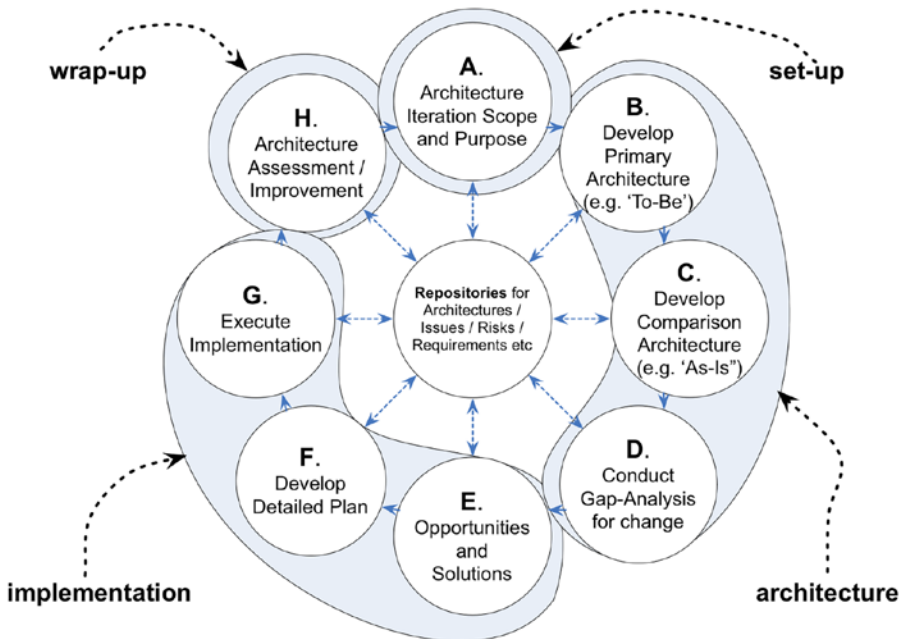 wrap-up
set-up
A.
Architecture
Iteration Scope
and Purpose
B.
Develop
Primary
Architecture
(e.g. ‘To-Be’)
C.
Develop
Comparison
Architecture
(e.g. ‘As-Is”)
D.
Conduct
Gap-Analysis
for change
E.
Opportunities
and
Solutions
F.
Develop
Detailed Plan
G.
Execute
Implementation
H.
Architecture
Assessment /
Improvement
Repositories for
Architectures /
Issues / Risks /
Requirements etc
implementation
architecture